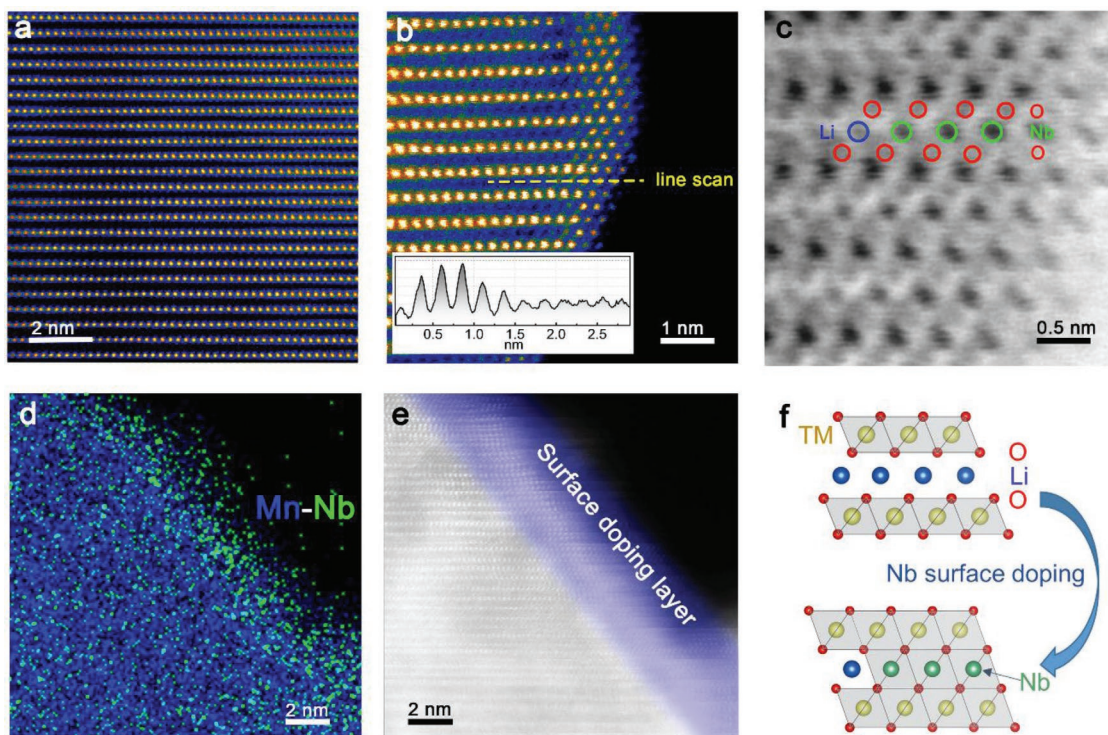 a
2 nm
b
line scan
0.5 1.0 1.5 2.0 2.5
nm
1 nm
c
O
Li
Nb
O
0.5 nm
d
Mn-Nb
2 nm
e
Surface doping layer
2 nm
f
TM
O
Li
O
Nb surface doping
Nb